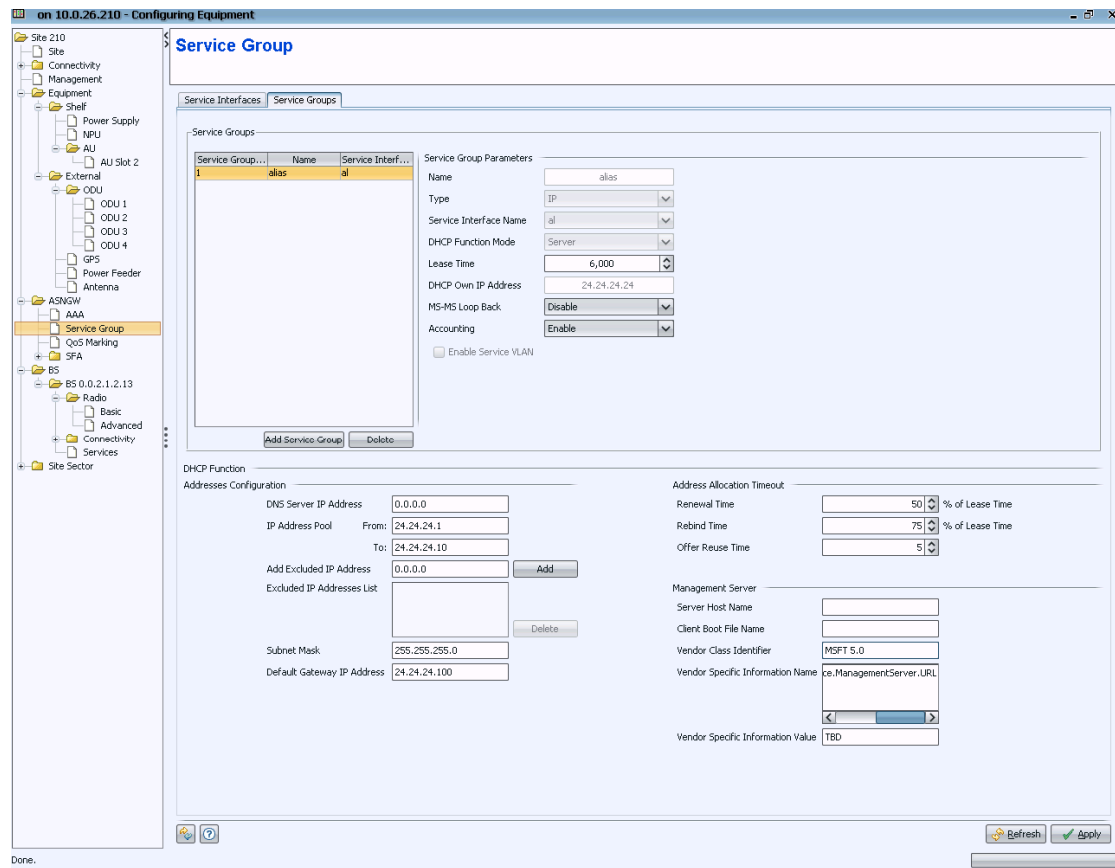 on 10.0.26.210 - Configuring Equipment
Site 210
Site
Connectivity
Management
Equipment
Shelf
Power Supply
NPU
AU
AU Slot 2
External
ODU
ODU 1
ODU 2
ODU 3
ODU 4
GPS
Power Feeder
Antenna
ASNGW
AAA
Service Group
QoS Marking
SFA
BS
BS 0.0.2.1.2.13
Radio
Basic
Advanced
Connectivity
Services
Site Sector
Service Group
Service Interfaces Service Groups
Service Groups
Service Group... Name Service Interf...
1 alias al
Add Service Group Delete
Service Group Parameters
Name alias
Type IP
Service Interface Name al
DHCP Function Mode Server
Lease Time 6,000
DHCP Own IP Address 24.24.24.24
MS-MS Loop Back Disable
Accounting Enable
Enable Service VLAN
DHCP Function
Addresses Configuration
DNS Server IP Address 0.0.0.0
IP Address Pool From: 24.24.24.1
To: 24.24.24.10
Add Excluded IP Address 0.0.0.0 Add
Excluded IP Addresses List
Delete
Subnet Mask 255.255.255.0
Default Gateway IP Address 24.24.24.100
Address Allocation Timeout
Renewal Time 50 % of Lease Time
Rebind Time 75 % of Lease Time
Offer Reuse Time 5
Management Server
Server Host Name
Client Boot File Name
Vendor Class Identifier MSFT 5.0
Vendor Specific Information Name ce.ManagementServer.URL
Vendor Specific Information Value TBD
Refresh Apply
Done.